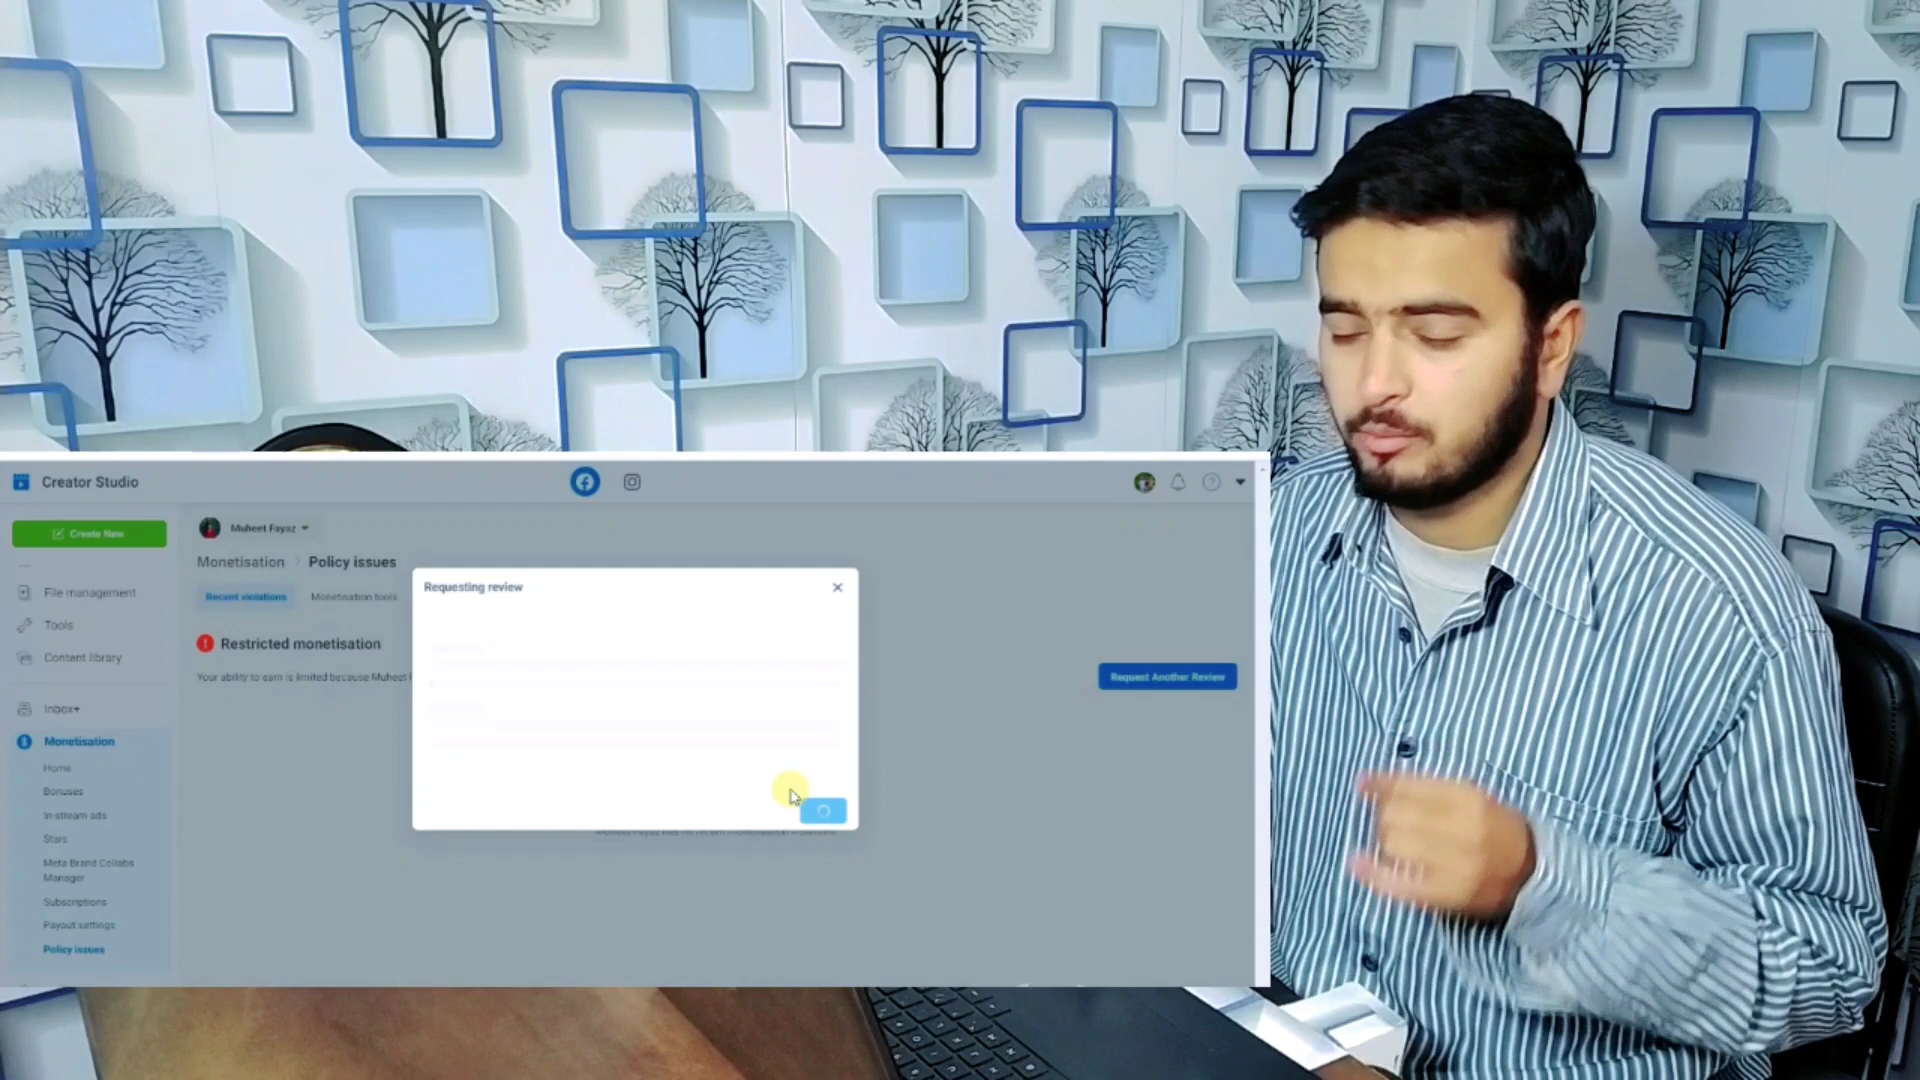 Creator Studio
Create New
Muheet Fayaz
File management
Tools
Content library
Inbox+
Monetisation
Home
Bonuses
In-stream ads
Stars
Meta Brand Collabs
Manager
Subscriptions
Payout settings
Policy issues
Monetisation > Policy issues
Recent violations
Monetisation tools
Restricted monetisation
Your ability to earn is limited because Muheet
Request Another Review
Requesting review